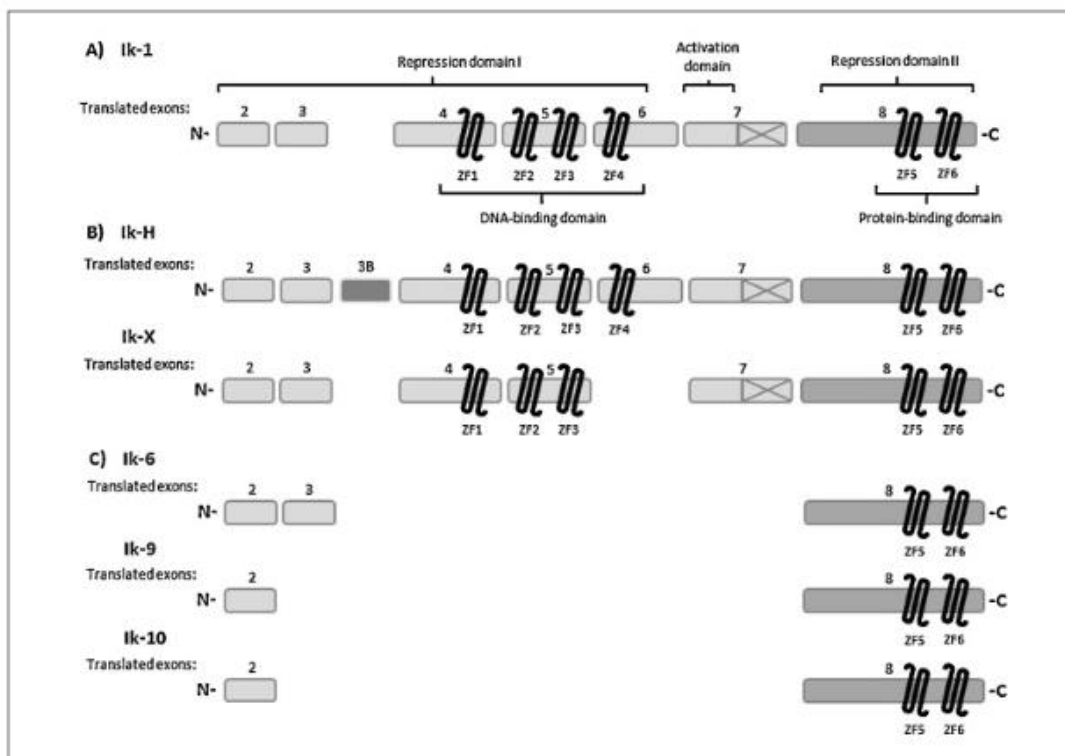 A) Ik-1
Repression domain I
Activation
domain
Repression domain II
Translated exons:
2 3 4 5 6 7 8
N- -C
ZF1 ZF2 ZF3 ZF4 ZF5 ZF6
DNA-binding domain
Protein-binding domain
B) Ik-H
Translated exons:
2 3 3B 4 5 6 7 8
N- -C
ZF1 ZF2 ZF3 ZF4 ZF5 ZF6
Ik-X
Translated exons:
2 3 4 5 7 8
N- -C
ZF1 ZF2 ZF3 ZF5 ZF6
C) Ik-6
Translated exons:
2 3 8
N- -C
ZF5 ZF6
Ik-9
Translated exons:
2 8
N- -C
ZF5 ZF6
Ik-10
Translated exons:
2 8
N- -C
ZF5 ZF6